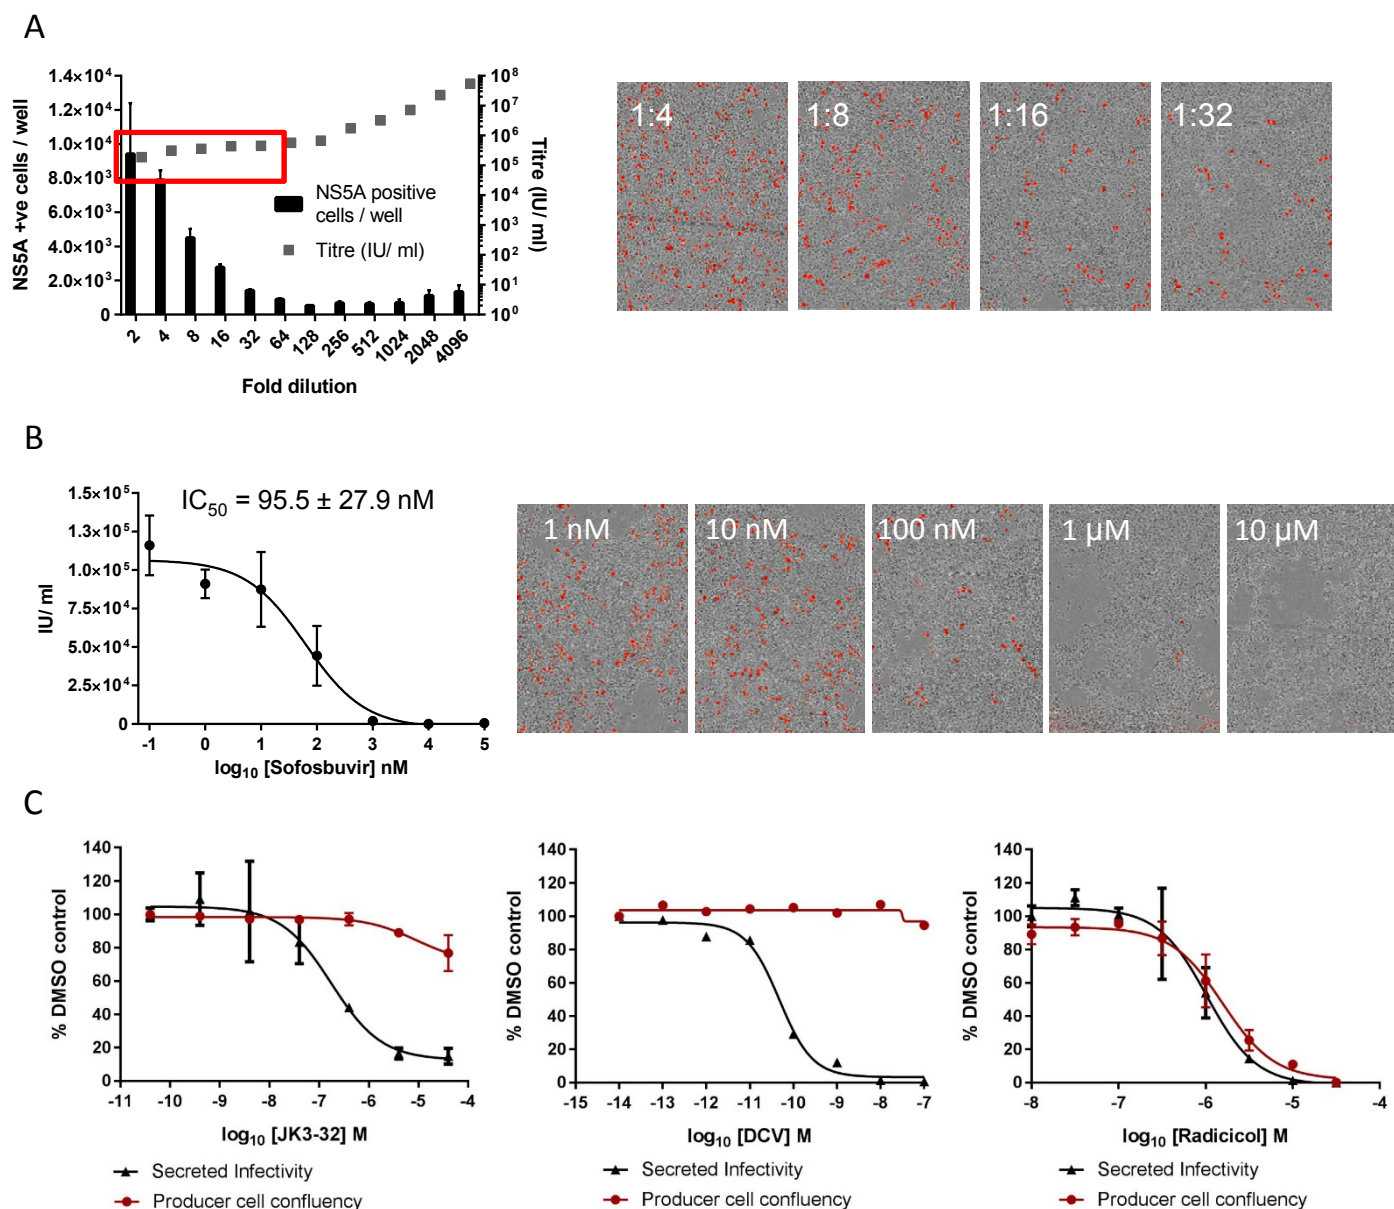 A
1.4×10⁴
1.2×10⁴
1.0×10⁴
8.0×10³
6.0×10³
4.0×10³
2.0×10³
0
NS5A +ve cells / well
10⁸
10⁷
10⁶
10⁵
10⁴
10³
10²
10¹
10⁰
Titre (IU/ ml)
NS5A positive
cells / well
Titre (IU/ ml)
2 4 8 16 32 64 128 256 512 1024 2048 4096
Fold dilution
1:4 1:8 1:16 1:32
B
IC₅₀ = 95.5 ± 27.9 nM
1.5×10⁵
1.3×10⁵
1.0×10⁵
7.5×10⁴
5.0×10⁴
2.5×10⁴
0
IU/ ml
-1 0 1 2 3 4 5
log₁₀ [Sofosbuvir] nM
1 nM 10 nM 100 nM 1 µM 10 µM
C
140
120
100
80
60
40
20
0
% DMSO control
-11 -10 -9 -8 -7 -6 -5 -4
log₁₀ [JK3-32] M
Secreted Infectivity
Producer cell confluency
140
120
100
80
60
40
20
0
% DMSO control
-15 -14 -13 -12 -11 -10 -9 -8 -7
log₁₀ [DCV] M
Secreted Infectivity
Producer cell confluency
140
120
100
80
60
40
20
0
% DMSO control
-8 -7 -6 -5 -4
log₁₀ [Radicicol] M
Secreted Infectivity
Producer cell confluency